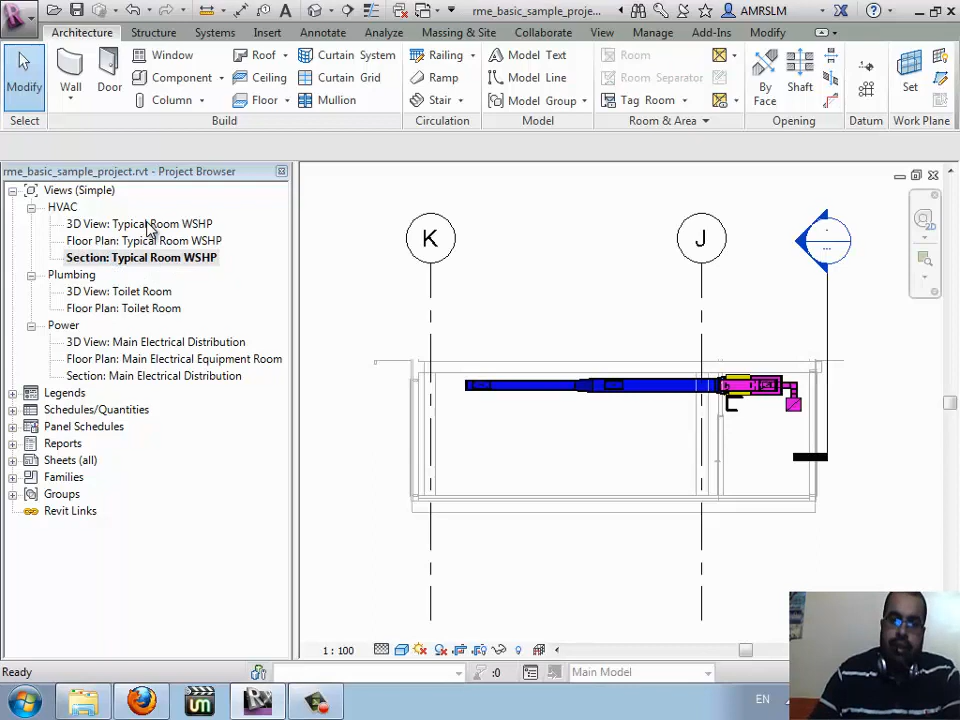 rme_basic_sample_proje...
AMRSLM
Architecture Structure Systems Insert Annotate Analyze Massing & Site Collaborate View Manage Add-Ins Modify
Modify
Wall
Door
Window
Component
Column
Roof
Ceiling
Floor
Curtain System
Curtain Grid
Mullion
Railing
Ramp
Stair
Model Text
Model Line
Model Group
Room
Room Separator
Tag Room
By
Face
Shaft
Set
Select Build Circulation Model Room & Area Opening Datum Work Plane
rme_basic_sample_project.rvt - Project Browser
Views (Simple)
HVAC
3D View: Typical Room WSHP
Floor Plan: Typical Room WSHP
Section: Typical Room WSHP
Plumbing
3D View: Toilet Room
Floor Plan: Toilet Room
Power
3D View: Main Electrical Distribution
Floor Plan: Main Electrical Equipment Room
Section: Main Electrical Distribution
Legends
Schedules/Quantities
Panel Schedules
Reports
Sheets (all)
Families
Groups
Revit Links
K
J
2D
1 : 100
Ready
:0
Main Model
EN